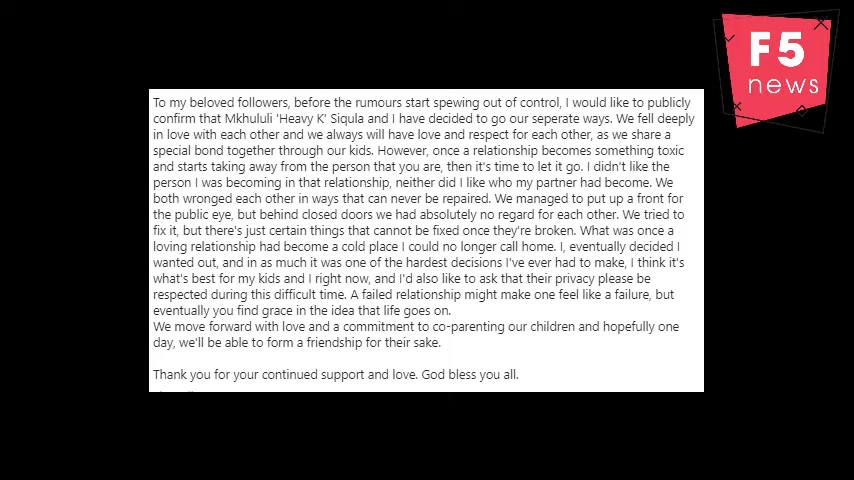 F5
news
To my beloved followers, before the rumours start spewing out of control, I would like to publicly
confirm that Mkhululi 'Heavy K' Siqula and I have decided to go our seperate ways. We fell deeply
in love with each other and we always will have love and respect for each other, as we share a
special bond together through our kids. However, once a relationship becomes something toxic
and starts taking away from the person that you are, then it's time to let it go. I didn't like the
person I was becoming in that relationship, neither did I like who my partner had become. We
both wronged each other in ways that can never be repaired. We managed to put up a front for
the public eye, but behind closed doors we had absolutely no regard for each other. We tried to
fix it, but there's just certain things that cannot be fixed once they're broken. What was once a
loving relationship had become a cold place I could no longer call home. I, eventually decided I
wanted out, and in as much it was one of the hardest decisions I've ever had to make, I think it's
what's best for my kids and I right now, and I'd also like to ask that their privacy please be
respected during this difficult time. A failed relationship might make one feel like a failure, but
eventually you find grace in the idea that life goes on.
We move forward with love and a commitment to co-parenting our children and hopefully one
day, we'll be able to form a friendship for their sake.
Thank you for your continued support and love. God bless you all.